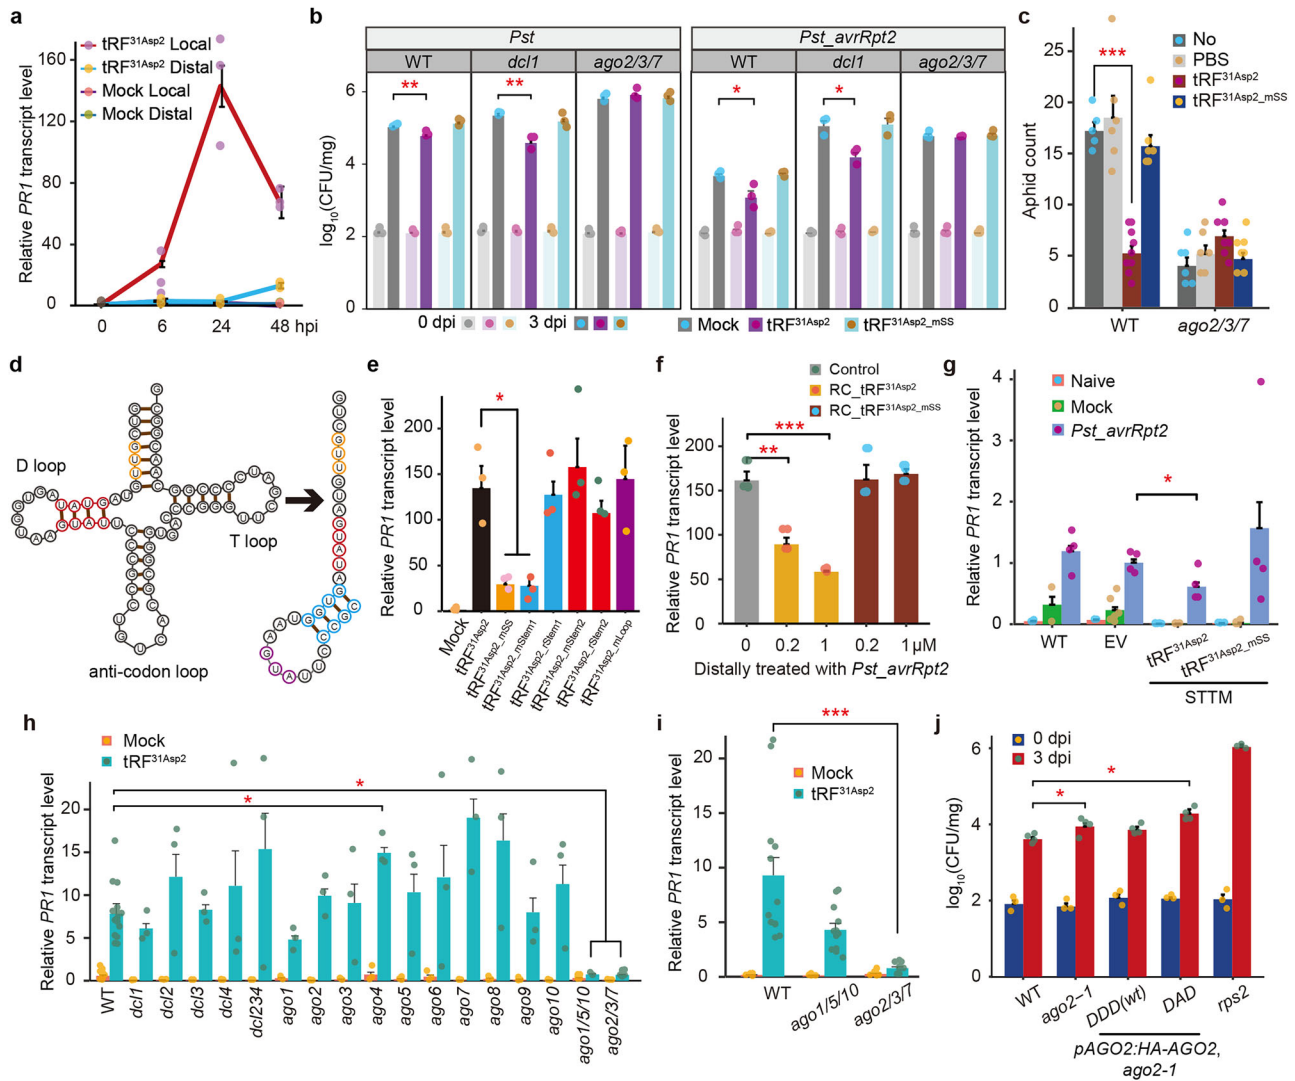 a
Relative PR1 transcript level
160
120
80
40
0
tRF31Asp2 Local
tRF31Asp2 Distal
Mock Local
Mock Distal
0 6 24 48 hpi
b
Pst
Pst_avrRpt2
WT dcl1 ago2/3/7
WT dcl1 ago2/3/7
log10(CFU/mg)
6
4
2
0
** ** * *
0 dpi 3 dpi Mock tRF31Asp2 tRF31Asp2_mSS
c
Aphid count
25
20
15
10
5
0
***
No
PBS
tRF31Asp2
tRF31Asp2_mSS
WT ago2/3/7
d
D loop
T loop
anti-codon loop
e
Relative PR1 transcript level
200
150
100
50
0
*
Mock
tRF31Asp2
tRF31Asp2_mSS
tRF31Asp2_mStem1
tRF31Asp2_rStem1
tRF31Asp2_mStem2
tRF31Asp2_rStem2
tRF31Asp2_mLoop
f
Control
RC_tRF31Asp2
RC_tRF31Asp2_mSS
Relative PR1 transcript level
200
150
100
50
0
***
**
0 0.2 1 0.2 1 µM
Distally treated with Pst_avrRpt2
g
Relative PR1 transcript level
4
3
2
1
0
Naive
Mock
Pst_avrRpt2
*
WT EV tRF31Asp2 tRF31Asp2_mSS
STTM
h
Mock
tRF31Asp2
Relative PR1 transcript level
20
15
10
5
0
*
*
WT
dcl1
dcl2
dcl3
dcl4
dcl234
ago1
ago2
ago3
ago4
ago5
ago6
ago7
ago8
ago9
ago10
ago1/5/10
ago2/3/7
i
Relative PR1 transcript level
20
15
10
5
0
***
Mock
tRF31Asp2
WT ago1/5/10 ago2/3/7
j
0 dpi
3 dpi
log10(CFU/mg)
6
4
2
0
*
*
WT ago2−1 DDD(wt) DAD rps2
pAGO2:HA-AGO2,
ago2-1